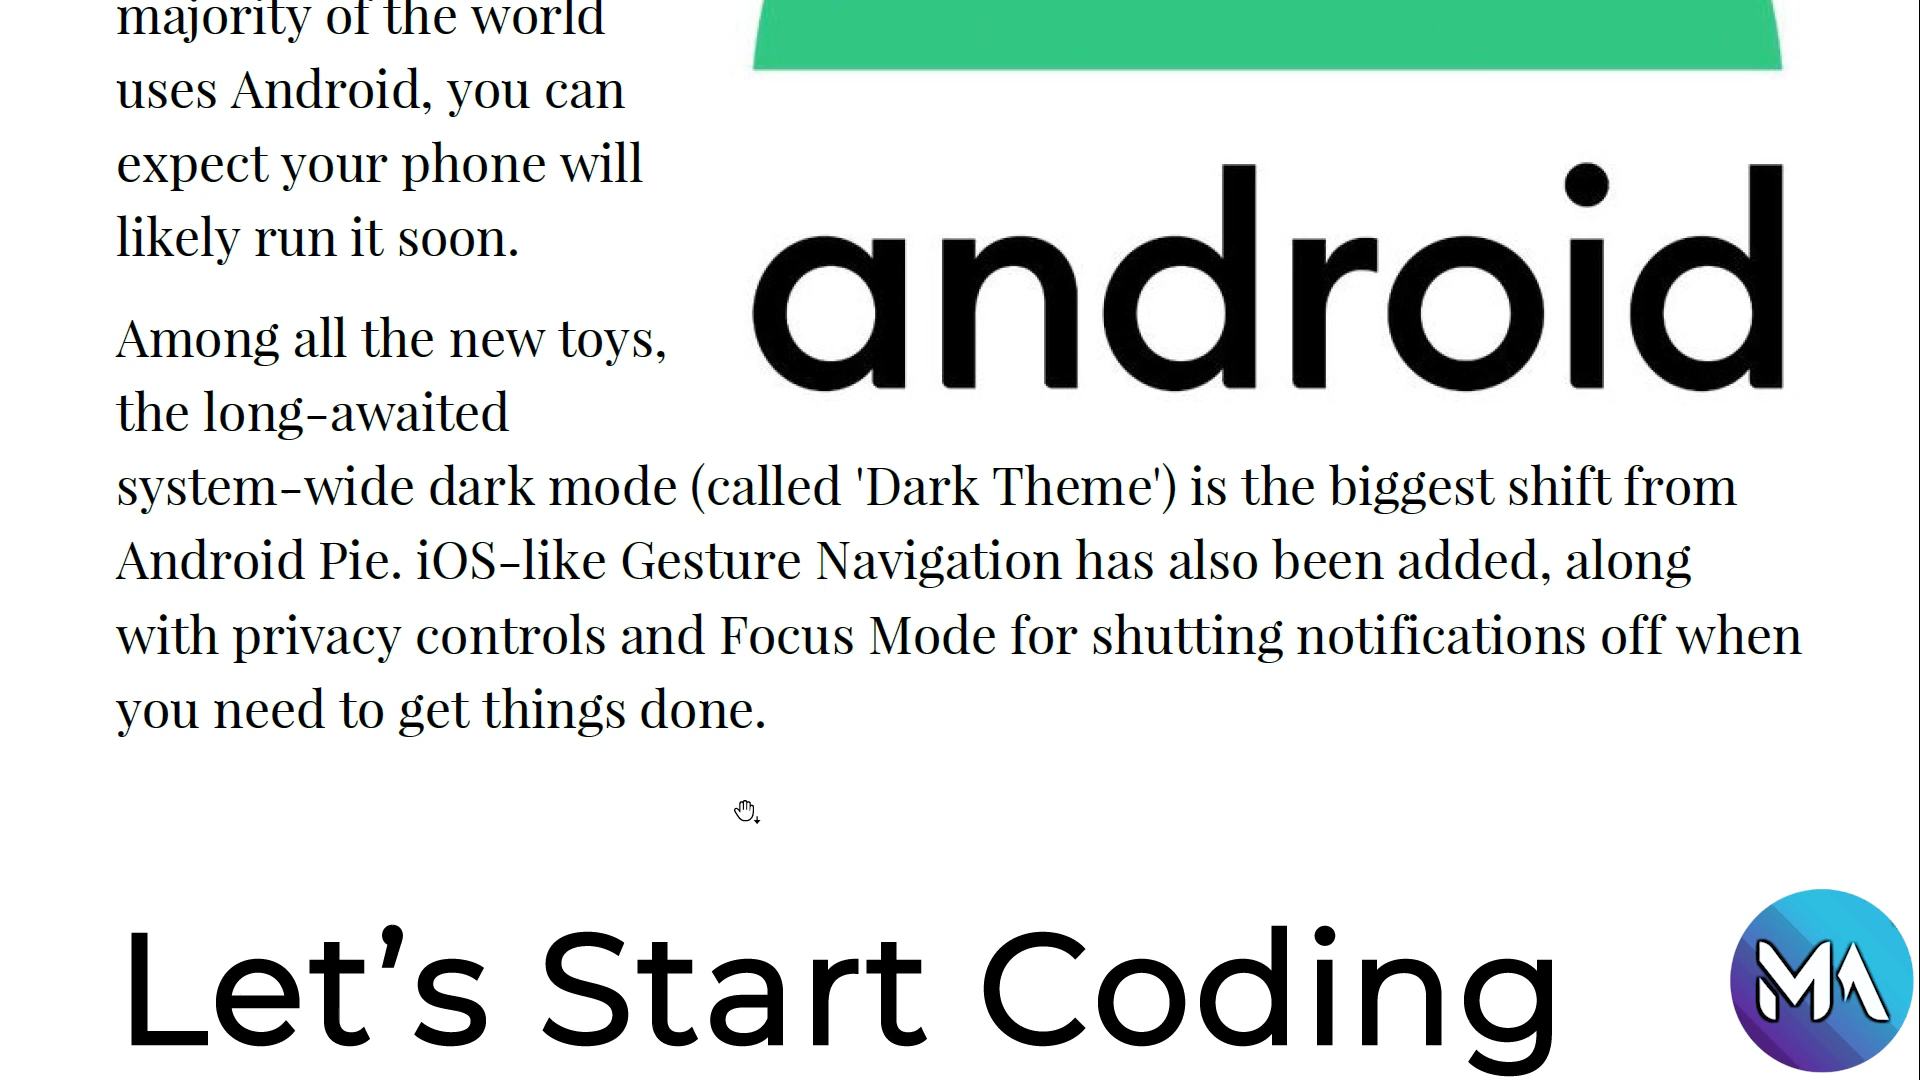 majority of the world
uses Android, you can
expect your phone will
likely run it soon.
android
Among all the new toys,
the long-awaited
system-wide dark mode (called 'Dark Theme') is the biggest shift from
Android Pie. iOS-like Gesture Navigation has also been added, along
with privacy controls and Focus Mode for shutting notifications off when
you need to get things done.
Let’s Start Coding
MA